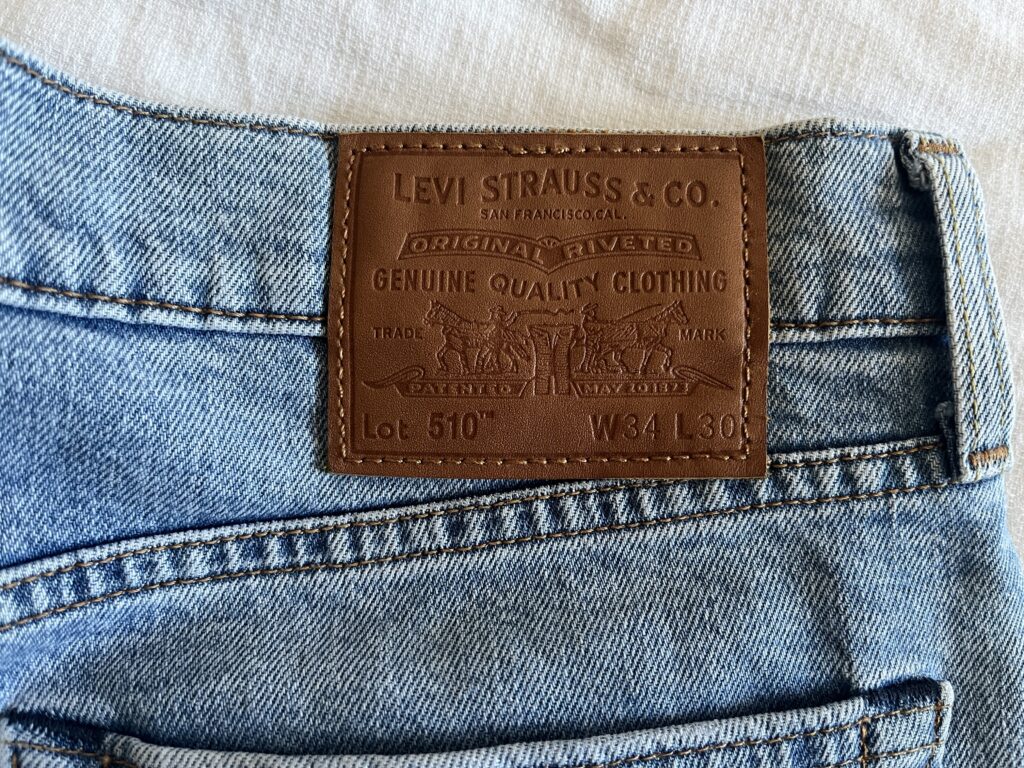 LEVI STRAUSS & CO.
SAN FRANCISCO, CAL.
ORIGINAL RIVETED
GENUINE QUALITY CLOTHING
TRADE MARK
PATENTED MAY 20 1873
Lot 510™ W34 L30